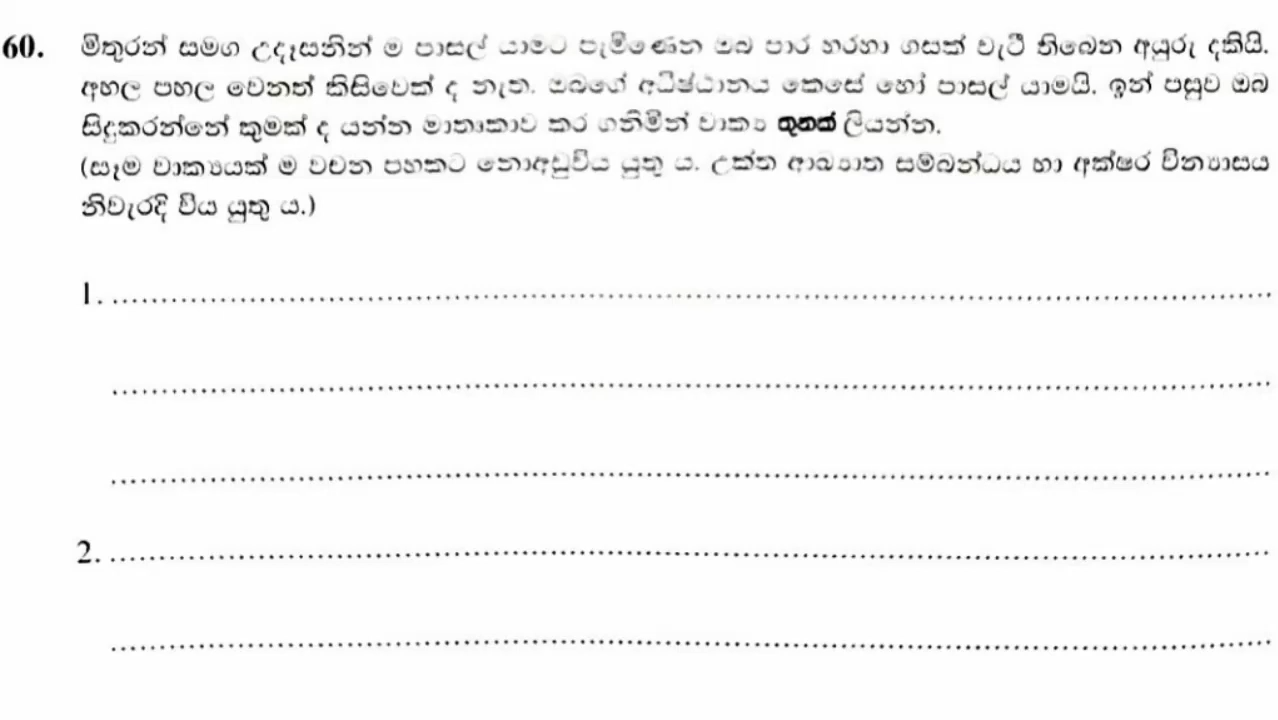 60. මිතුරන් සමග උදෑසනින් ම පාසල් යාමට පැමිණෙන ඔබ පාර හරහා ගසක් වැටී තිබෙන අයුරු දකියි.
අහල පහල වෙනත් කිසිවෙක් ද නැත. ඔබගේ අධිෂ්ඨානය කෙසේ හෝ පාසල් යාමයි. ඉන් පසුව ඔබ
සිදුකරන්නේ කුමක් ද යන්න මාතෘකාව කර ගනිමින් වාක්‍ය තුනක් ලියන්න.
(සෑම වාක්‍යයක් ම වචන පහකට නොඅඩුවිය යුතු ය. උක්ත ආඛ්‍යාත සම්බන්ධය හා අක්ෂර වින්‍යාසය
නිවැරදි විය යුතු ය.)
1. ........................................................................................................
........................................................................................................
........................................................................................................
2. ........................................................................................................
........................................................................................................